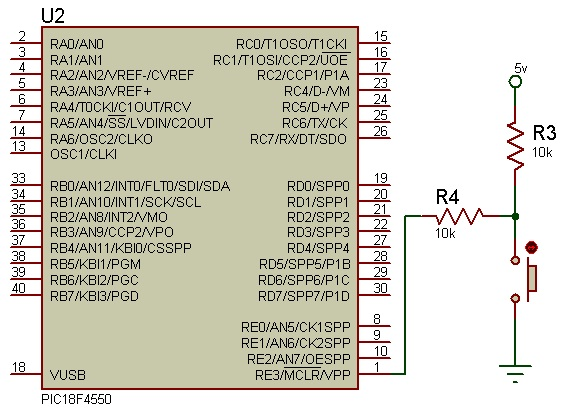 U2
2 RA0/AN0 RC0/T1OSO/T1CKI 15
3 RA1/AN1 RC1/T1OSI/CCP2/UOE 16
4 RA2/AN2/VREF-/CVREF RC2/CCP1/P1A 17
5 RA3/AN3/VREF+ RC4/D-/VM 23
6 RA4/T0CKI/C1OUT/RCV RC5/D+/VP 24
7 RA5/AN4/SS/LVDIN/C2OUT RC6/TX/CK 25
14 RA6/OSC2/CLKO RC7/RX/DT/SDO 26
13 OSC1/CLKI
33 RB0/AN12/INT0/FLT0/SDI/SDA RD0/SPP0 19
34 RB1/AN10/INT1/SCK/SCL RD1/SPP1 20
35 RB2/AN8/INT2/VMO RD2/SPP2 21
36 RB3/AN9/CCP2/VPO RD3/SPP3 22
37 RB4/AN11/KBI0/CSSPP RD4/SPP4 27
38 RB5/KBI1/PGM RD5/SPP5/P1B 28
39 RB6/KBI2/PGC RD6/SPP6/P1C 29
40 RB7/KBI3/PGD RD7/SPP7/P1D 30
RE0/AN5/CK1SPP 8
RE1/AN6/CK2SPP 9
RE2/AN7/OESPP 10
18 VUSB RE3/MCLR/VPP 1
PIC18F4550
5v
R3
10k
R4
10k